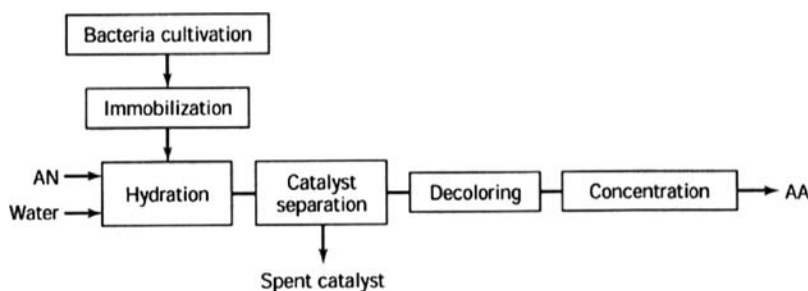 Bacteria cultivation
Immobilization
AN
Water
Hydration
Catalyst
separation
Decoloring
Concentration
AA
Spent catalyst